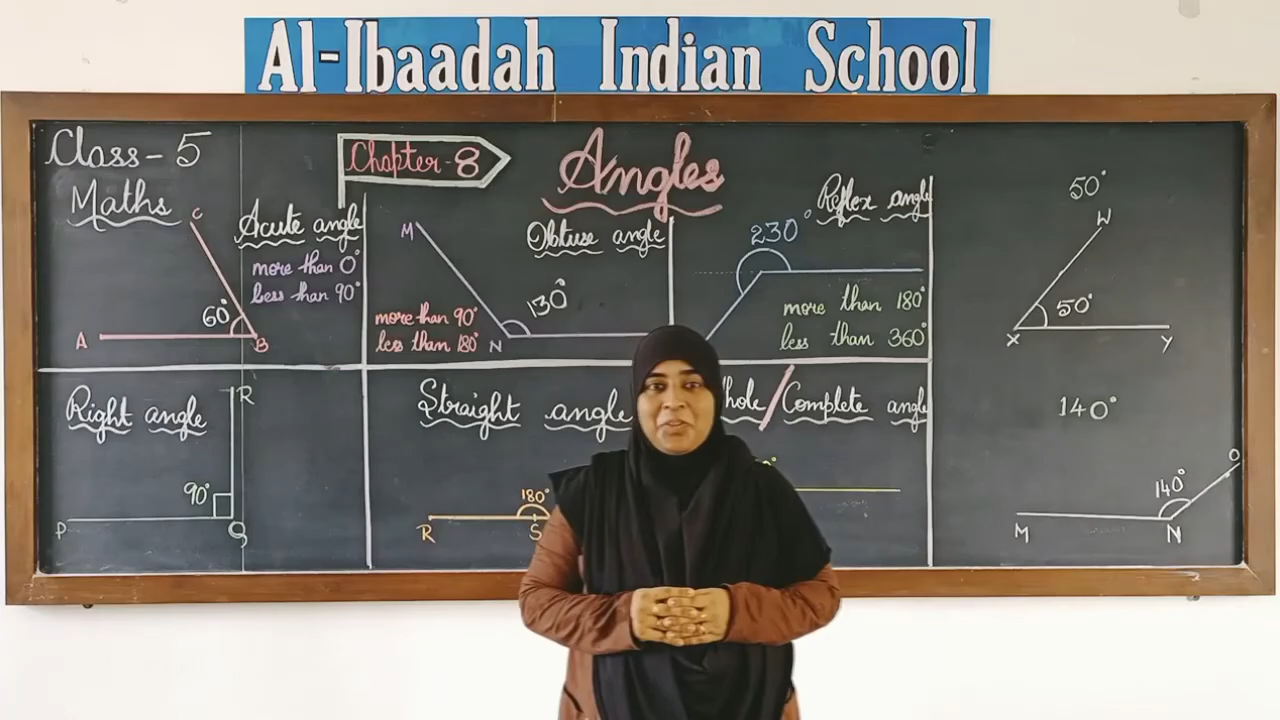 Al-Ibaadah Indian School
Class - 5
Maths
Chapter - 8
Angles
Acute angle
more than 0°
less than 90°
C
60°
A
B
Obtuse angle
M
130°
more than 90°
less than 180°
N
Reflex angle
230°
more than 180°
less than 360°
50°
W
50°
X
Y
Right angle
R
90°
P
Q
Straight angle
180°
R
S
/Complete angle
140°
O
140°
M
N